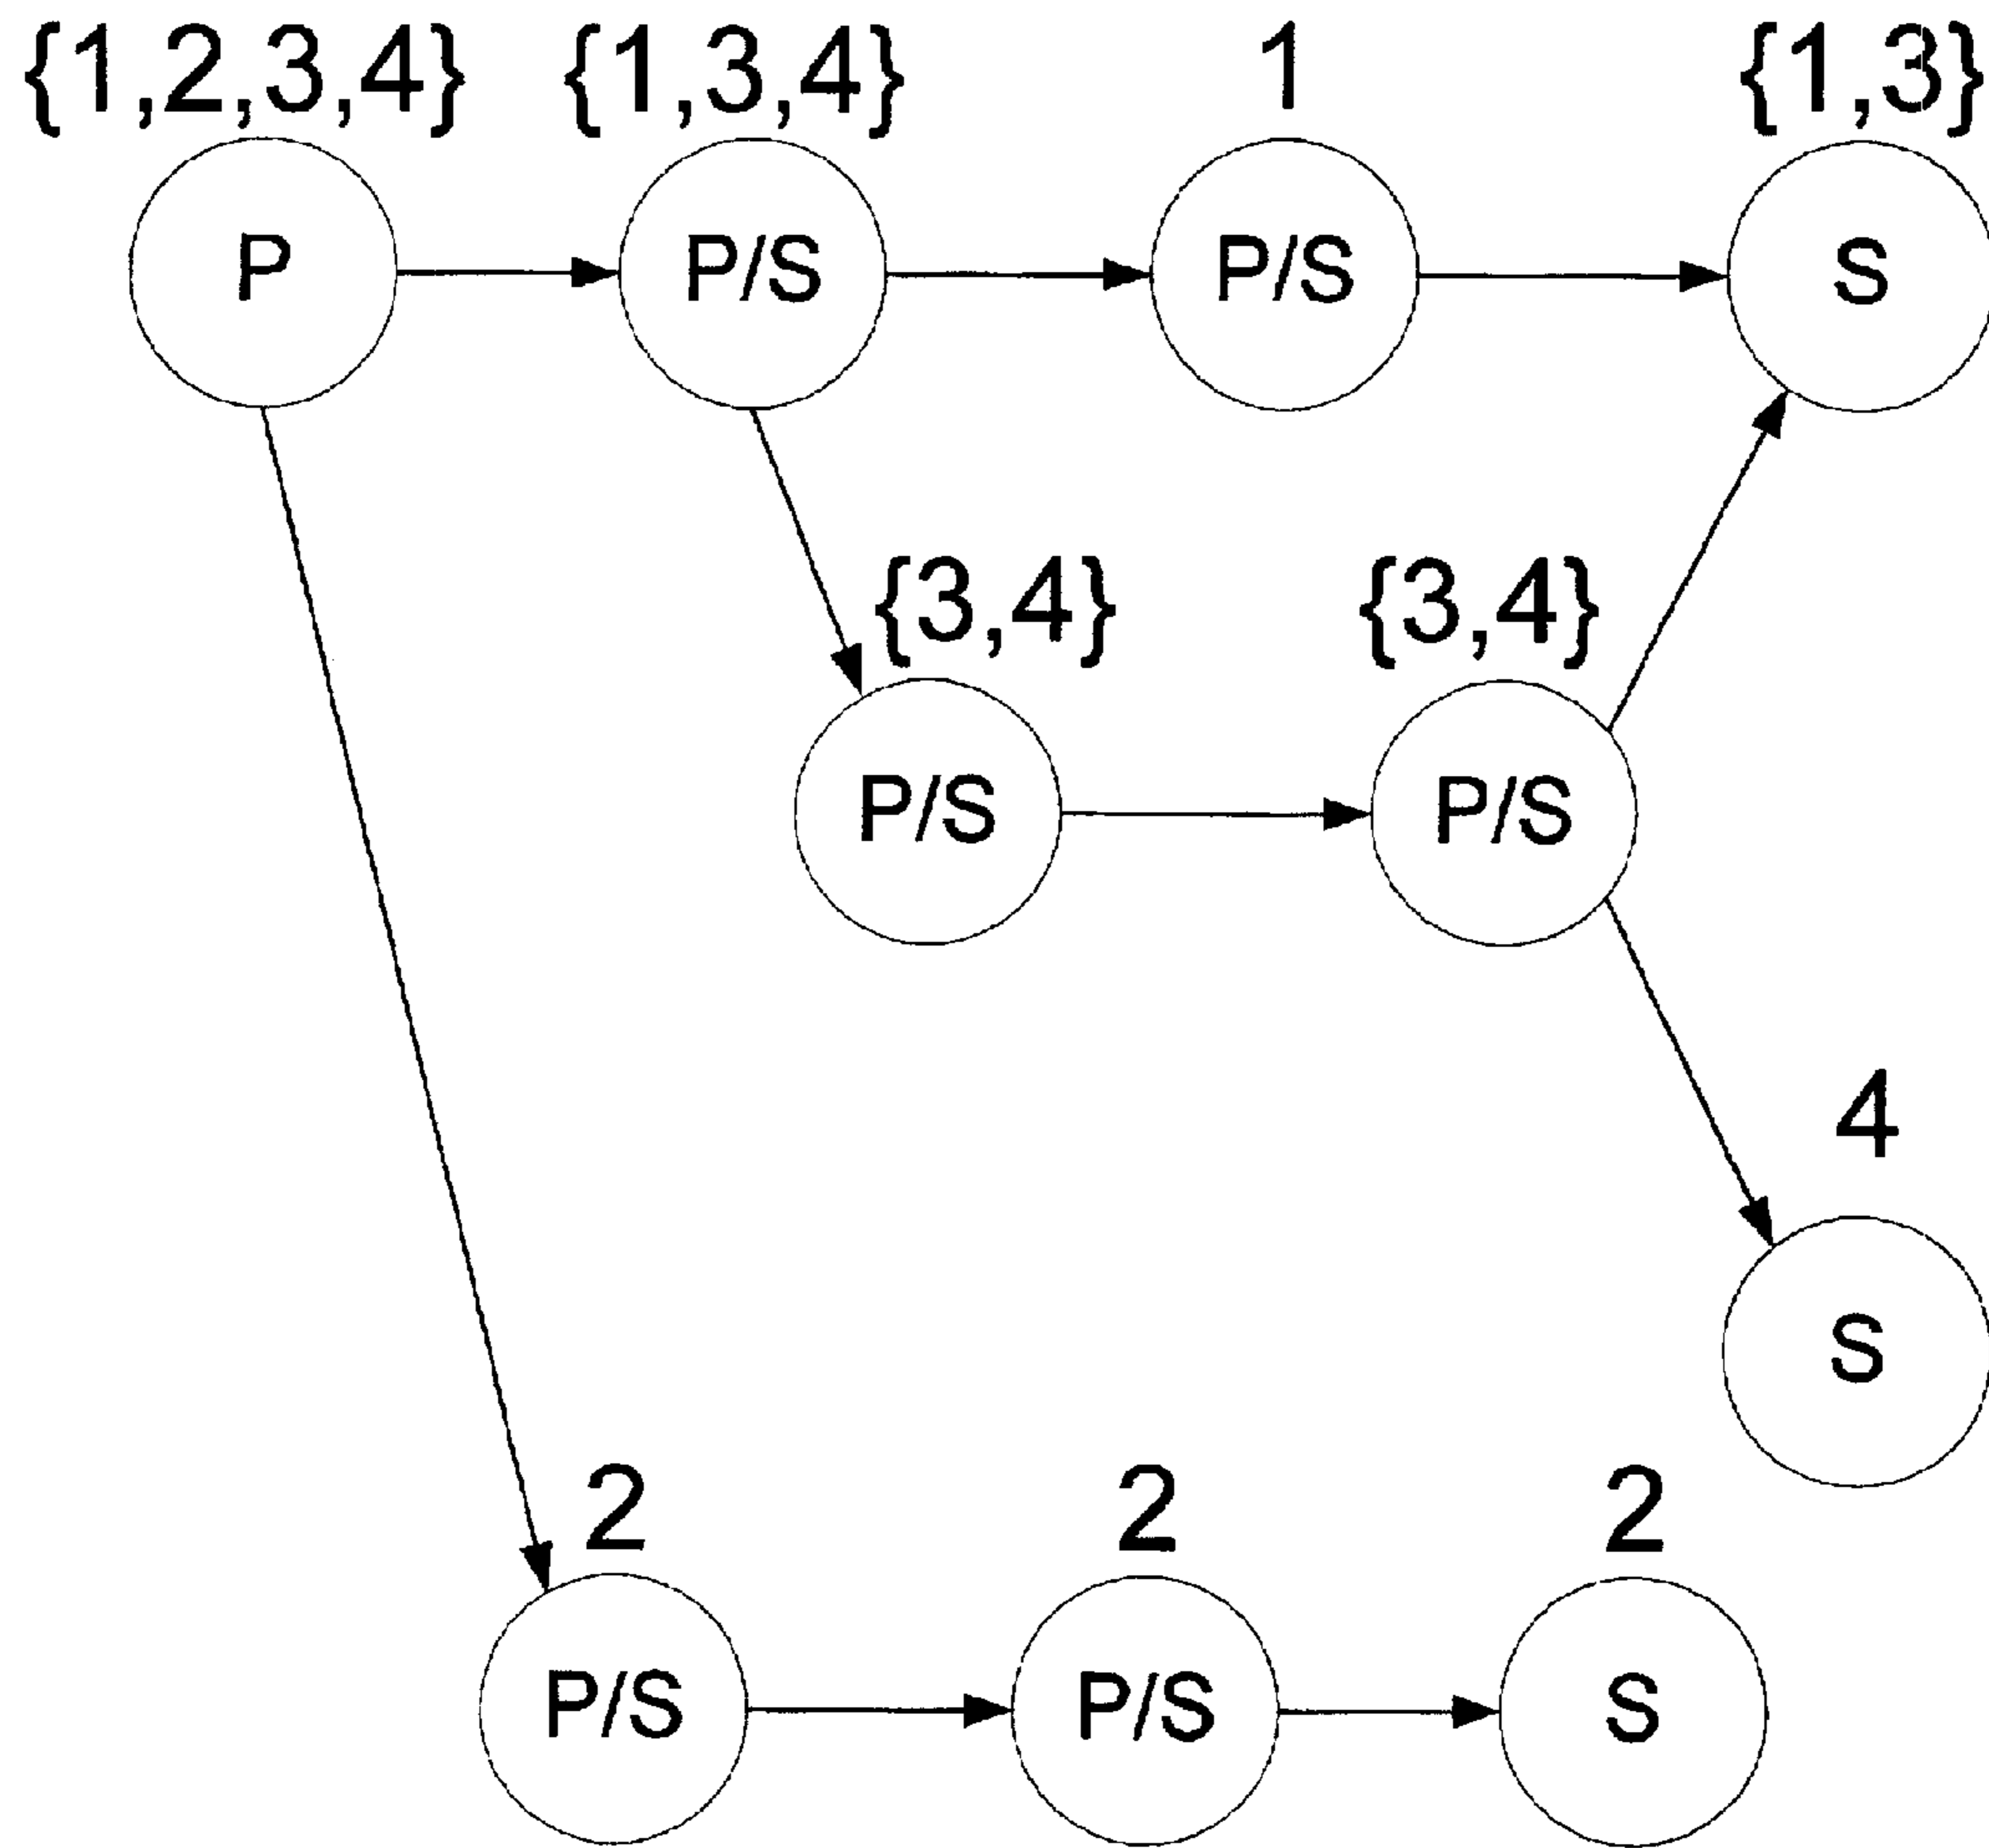 {1,2,3,4} {1,3,4} 1 {1,3}
P P/S P/S S
{3,4} {3,4}
P/S P/S
4
S
2 2 2
P/S P/S S